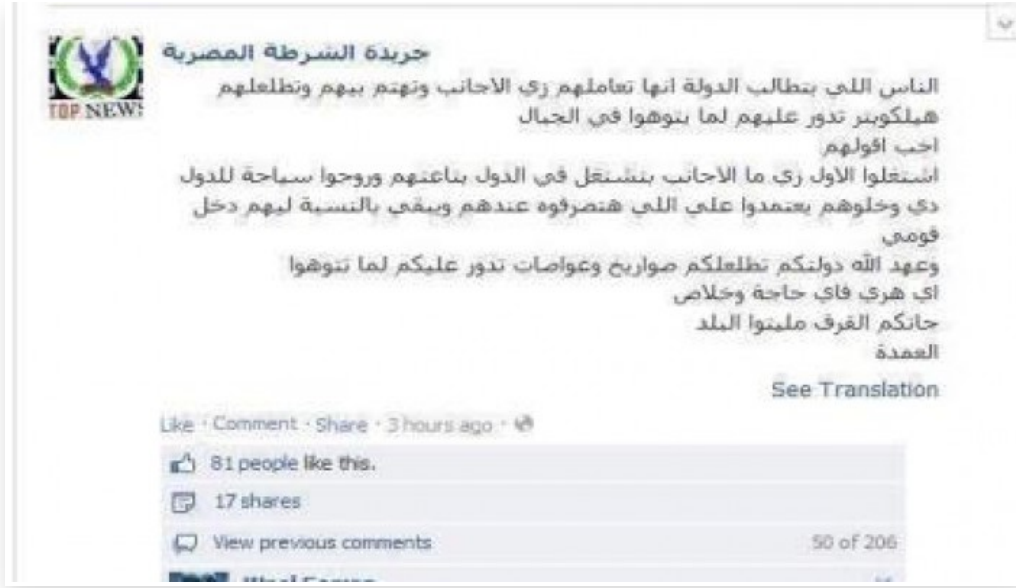 جريدة الشرطة المصرية
TOP NEWS
الناس اللي بتطالب الدولة انها تعاملهم زي الاجانب وتهتم بيهم وتطلعلهم
هيلكوبتر تدور عليهم لما يتوهوا في الجبال
احب اقولهم
اشتغلوا الاول زي ما الاجانب بتشتغل في الدول بتاعتهم وروحوا سياحة للدول
دي وخلوهم يعتمدوا علي اللي هتصرفوه عندهم ويبقي بالنسبة ليهم دخل
قومي
وعهد الله دولتكم تطلعلكم صواريخ وغواصات تدور عليكم لما تتوهوا
اي هري فاي حاجة وخلاص
جاتكم القرف مليتوا البلد
العمدة
See Translation
Like · Comment · Share · 3 hours ago ·
81 people like this.
17 shares
View previous comments
50 of 206